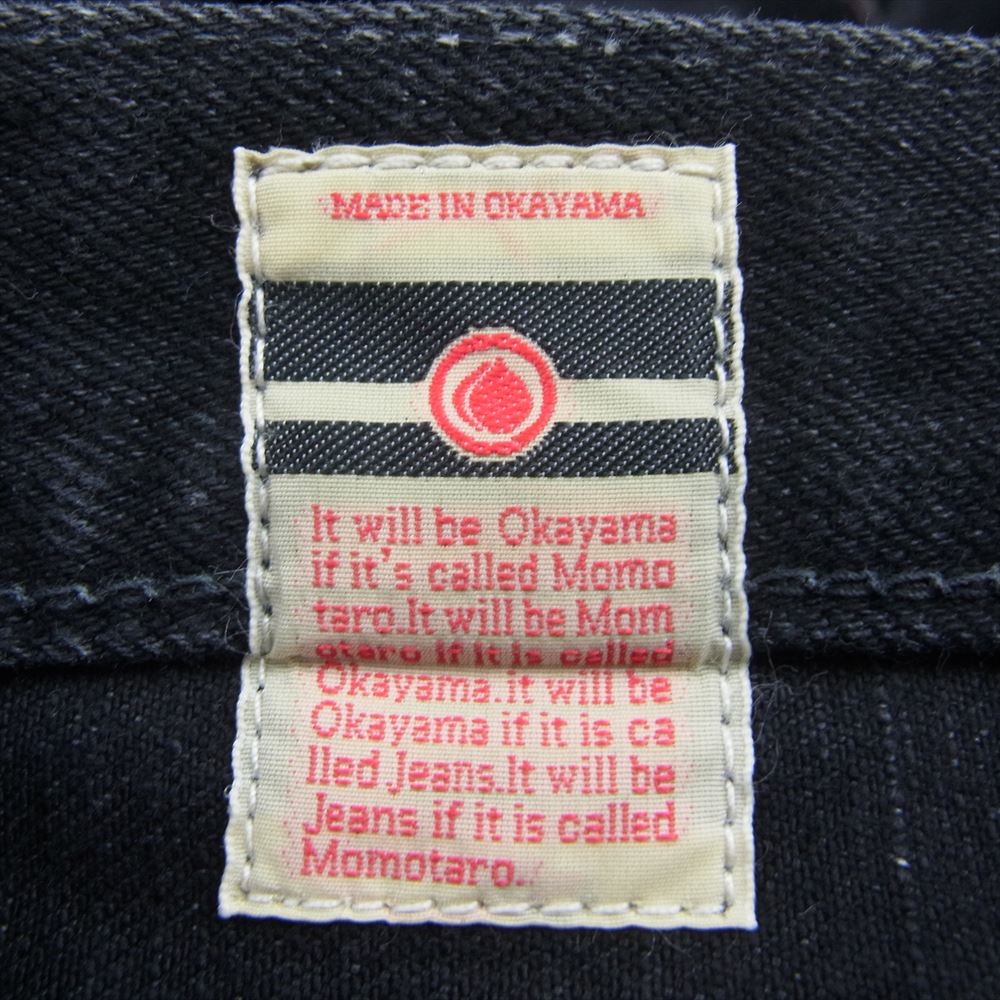 MADE IN OKAYAMA
It will be Okayama
if it's called Momo
taro.It will be Mom
otaro if it is called
Okayama.it will be
Okayama if it is ca
lled Jeans.It will be
Jeans if it is called
Momotaro.